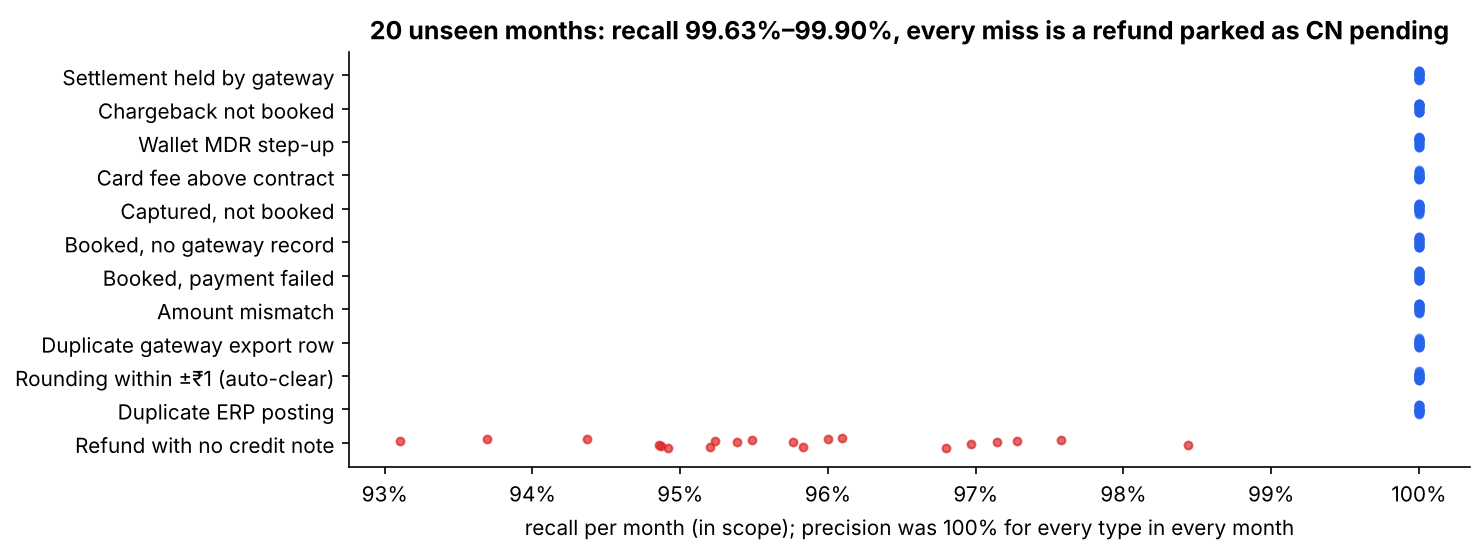 20 unseen months: recall 99.63%–99.90%, every miss is a refund parked as CN pending
Settlement held by gateway
Chargeback not booked
Wallet MDR step-up
Card fee above contract
Captured, not booked
Booked, no gateway record
Booked, payment failed
Amount mismatch
Duplicate gateway export row
Rounding within ±₹1 (auto-clear)
Duplicate ERP posting
Refund with no credit note
93% 94% 95% 96% 97% 98% 99% 100%
recall per month (in scope); precision was 100% for every type in every month